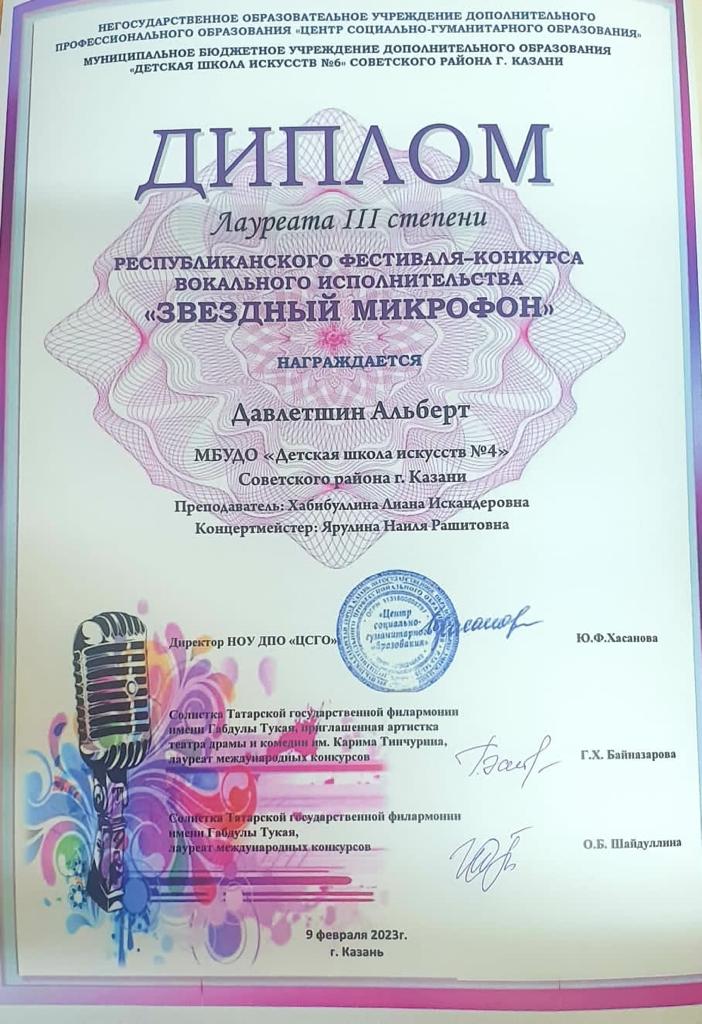 НЕГОСУДАРСТВЕННОЕ ОБРАЗОВАТЕЛЬНОЕ УЧРЕЖДЕНИЕ ДОПОЛНИТЕЛЬНОГО
ПРОФЕССИОНАЛЬНОГО ОБРАЗОВАНИЯ «ЦЕНТР СОЦИАЛЬНО-ГУМАНИТАРНОГО ОБРАЗОВАНИЯ»
МУНИЦИПАЛЬНОЕ БЮДЖЕТНОЕ УЧРЕЖДЕНИЕ ДОПОЛНИТЕЛЬНОГО ОБРАЗОВАНИЯ
«ДЕТСКАЯ ШКОЛА ИСКУССТВ №6» СОВЕТСКОГО РАЙОНА Г. КАЗАНИ
ДИПЛОМ
Лауреата III степени
РЕСПУБЛИКАНСКОГО ФЕСТИВАЛЯ-КОНКУРСА
ВОКАЛЬНОГО ИСПОЛНИТЕЛЬСТВА
«ЗВЕЗДНЫЙ МИКРОФОН»
НАГРАЖДАЕТСЯ
Давлетшин Альберт
МБУДО «Детская школа искусств №4»
Советского района г. Казани
Преподаватель: Хабибуллина Лиана Искандеровна
Концертмейстер: Ярулина Наиля Рашитовна
«Центр
социально-
гуманитарного
образования»
Директор НОУ ДПО «ЦСГО»
Ю.Ф.Хасанова
Солистка Татарской государственной филармонии
имени Габдулы Тукая, приглашенная артистка
театра драмы и комедии им. Карима Тинчурина,
лауреат международных конкурсов
Г.Х. Байназарова
Солистка Татарской государственной филармонии
имени Габдулы Тукая,
лауреат международных конкурсов
О.Б. Шайдуллина
9 февраля 2023г.
г. Казань